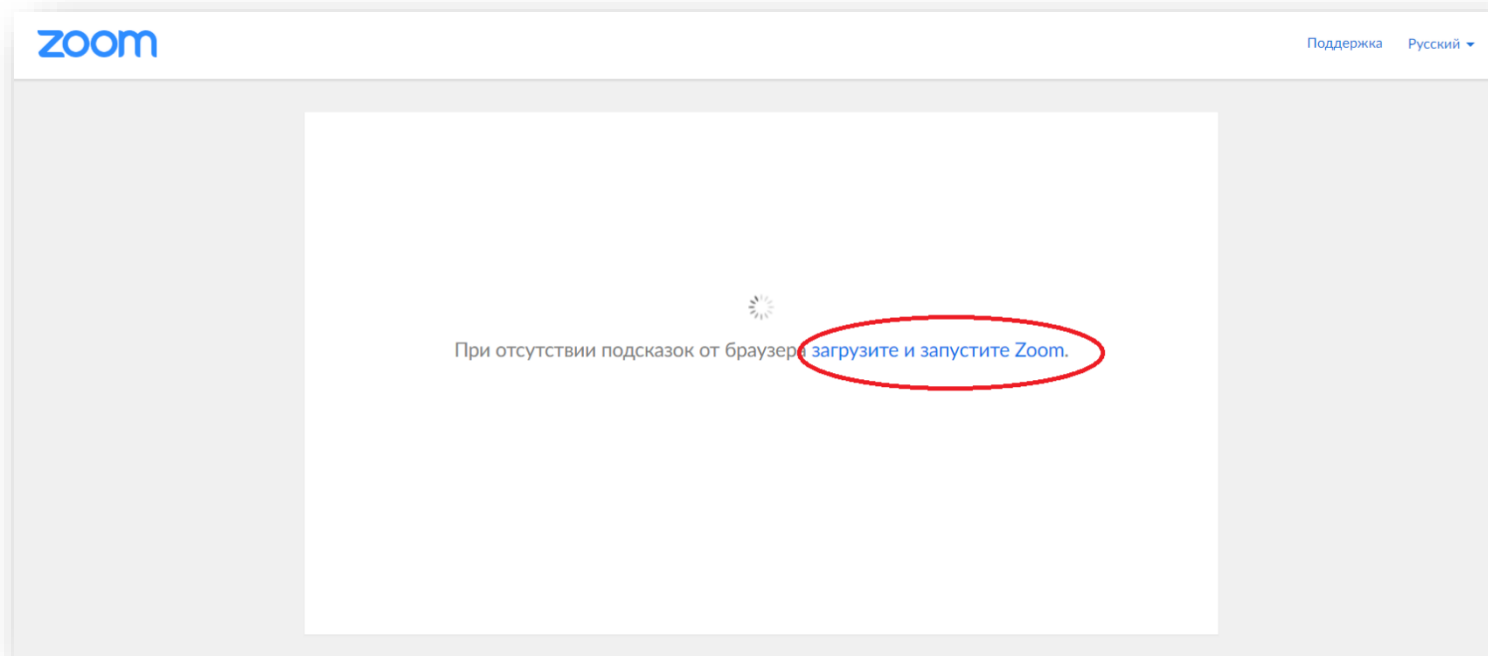 zoom
Поддержка Русский
При отсутствии подсказок от браузера загрузите и запустите Zoom.